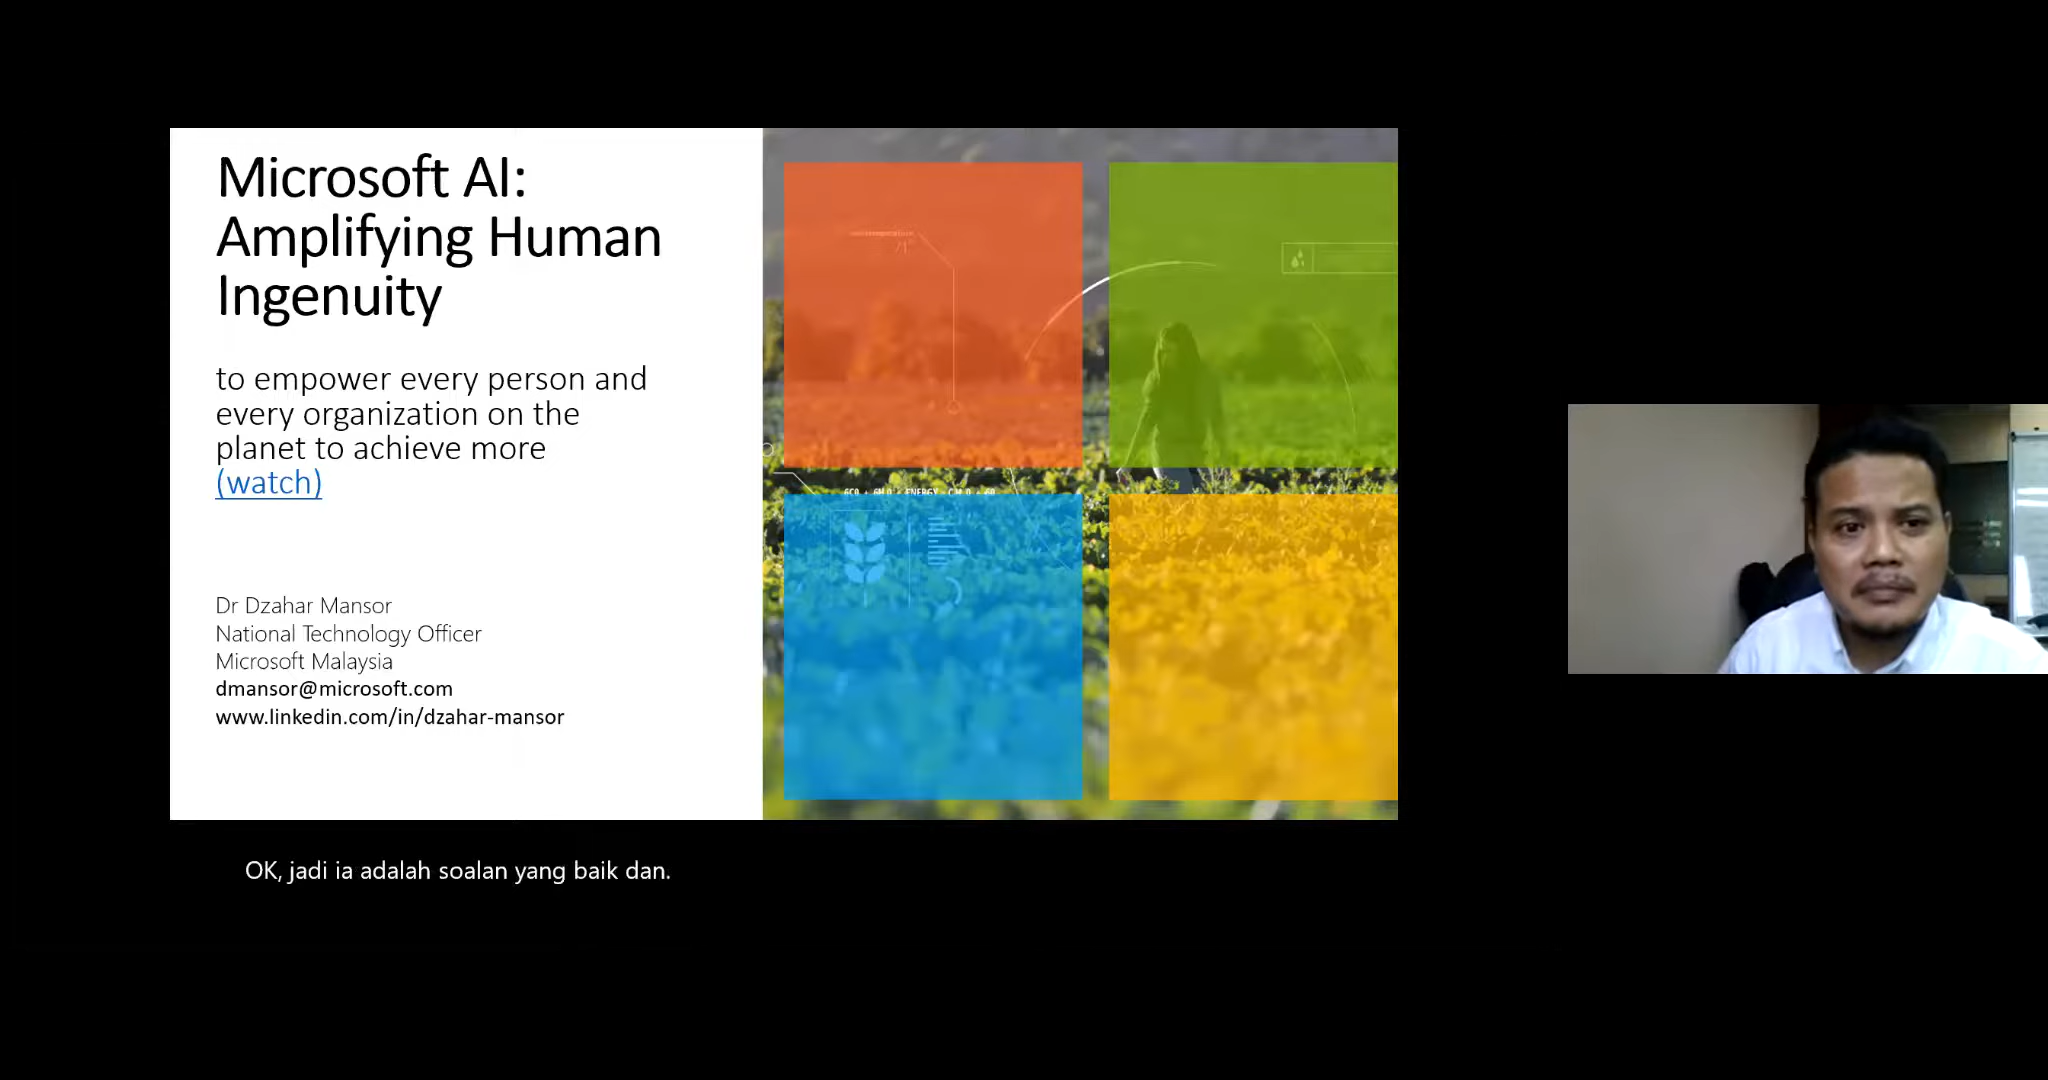 Microsoft AI:
Amplifying Human
Ingenuity
to empower every person and
every organization on the
planet to achieve more
(watch)
Dr Dzahar Mansor
National Technology Officer
Microsoft Malaysia
dmansor@microsoft.com
www.linkedin.com/in/dzahar-mansor
OK, jadi ia adalah soalan yang baik dan.